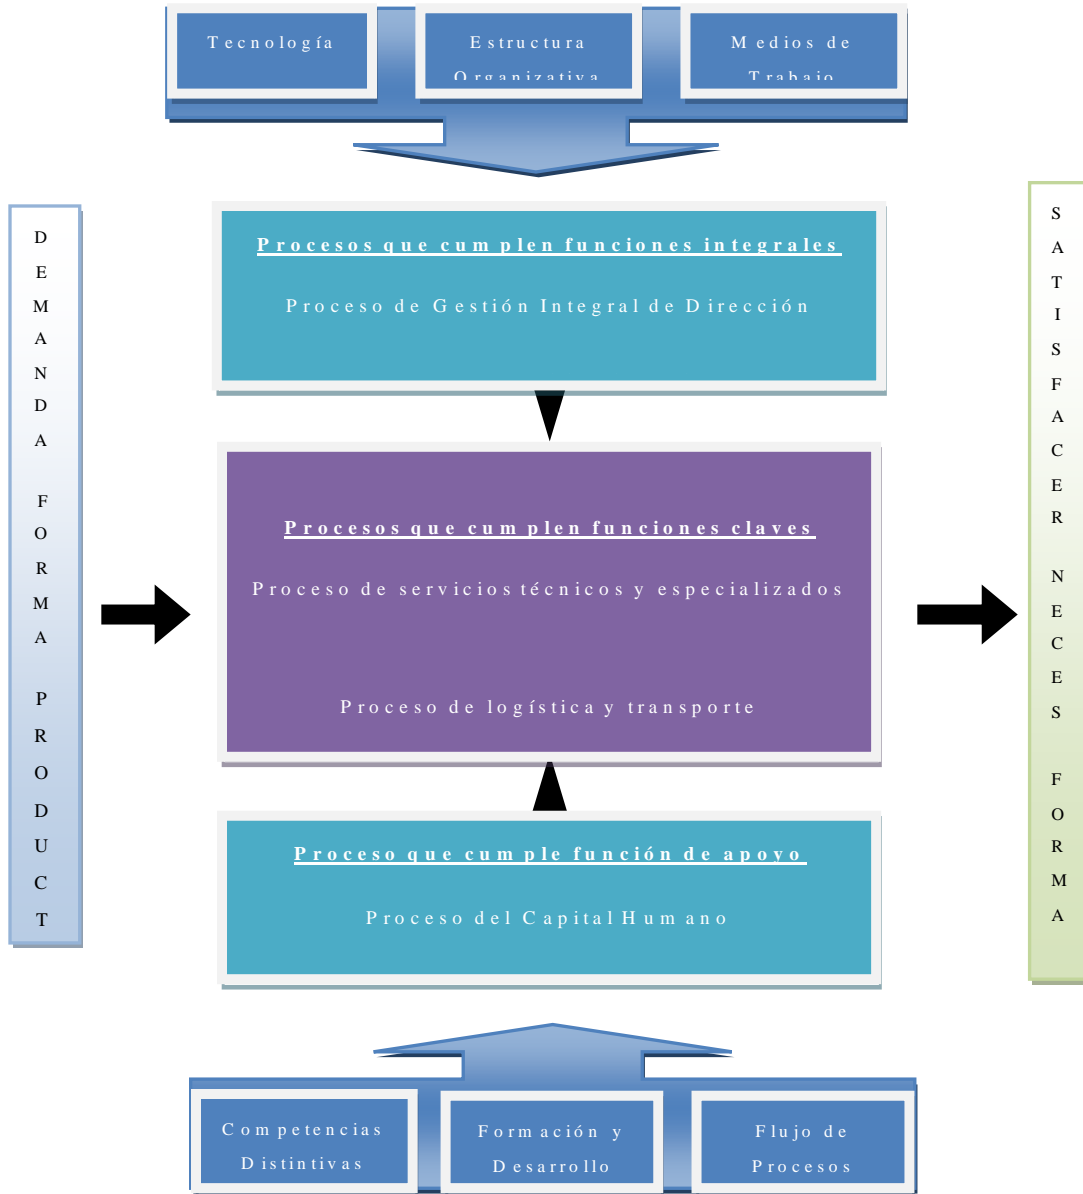 Tecnología
Estructura
Organizativa
Medios de
Trabajo
DEMANDA FORMA PRODUCT
Procesos que cumplen funciones integrales
Proceso de Gestión Integral de Dirección
Procesos que cumplen funciones claves
Proceso de servicios técnicos y especializados
Proceso de logística y transporte
Proceso que cumple función de apoyo
Proceso del Capital Humano
SATISFACER NECES FORMA
Competencias
Distintivas
Formación y
Desarrollo
Flujo de
Procesos